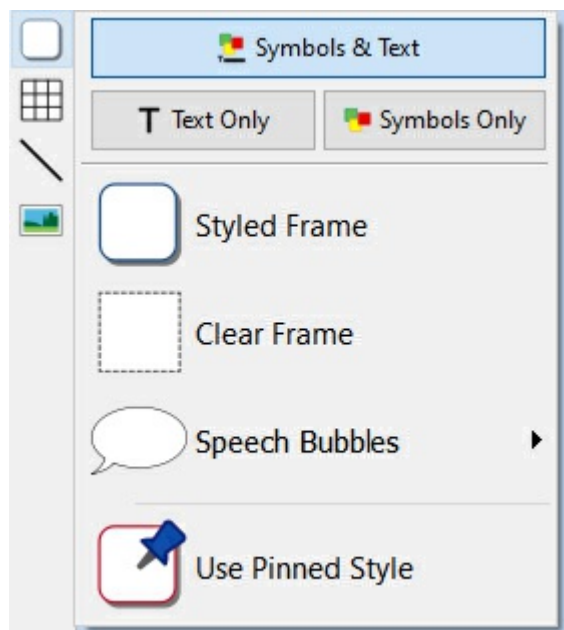 Symbols & Text
T Text Only
Symbols Only
Styled Frame
Clear Frame
Speech Bubbles
Use Pinned Style